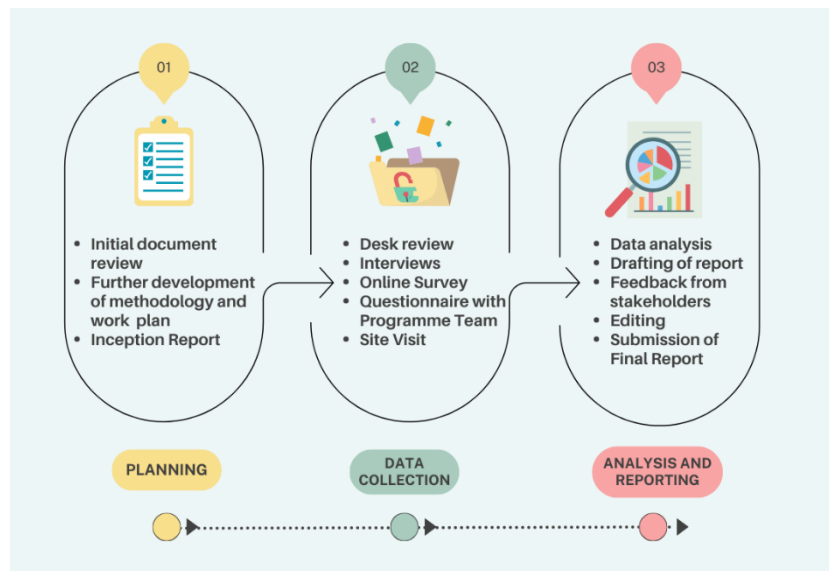 01
• Initial document
review
• Further development
of methodology and
work plan
• Inception Report
02
• Desk review
• Interviews
• Online Survey
• Questionnaire with
Programme Team
• Site Visit
03
• Data analysis
• Drafting of report
• Feedback from
stakeholders
• Editing
• Submission of
Final Report
PLANNING
DATA
COLLECTION
ANALYSIS AND
REPORTING